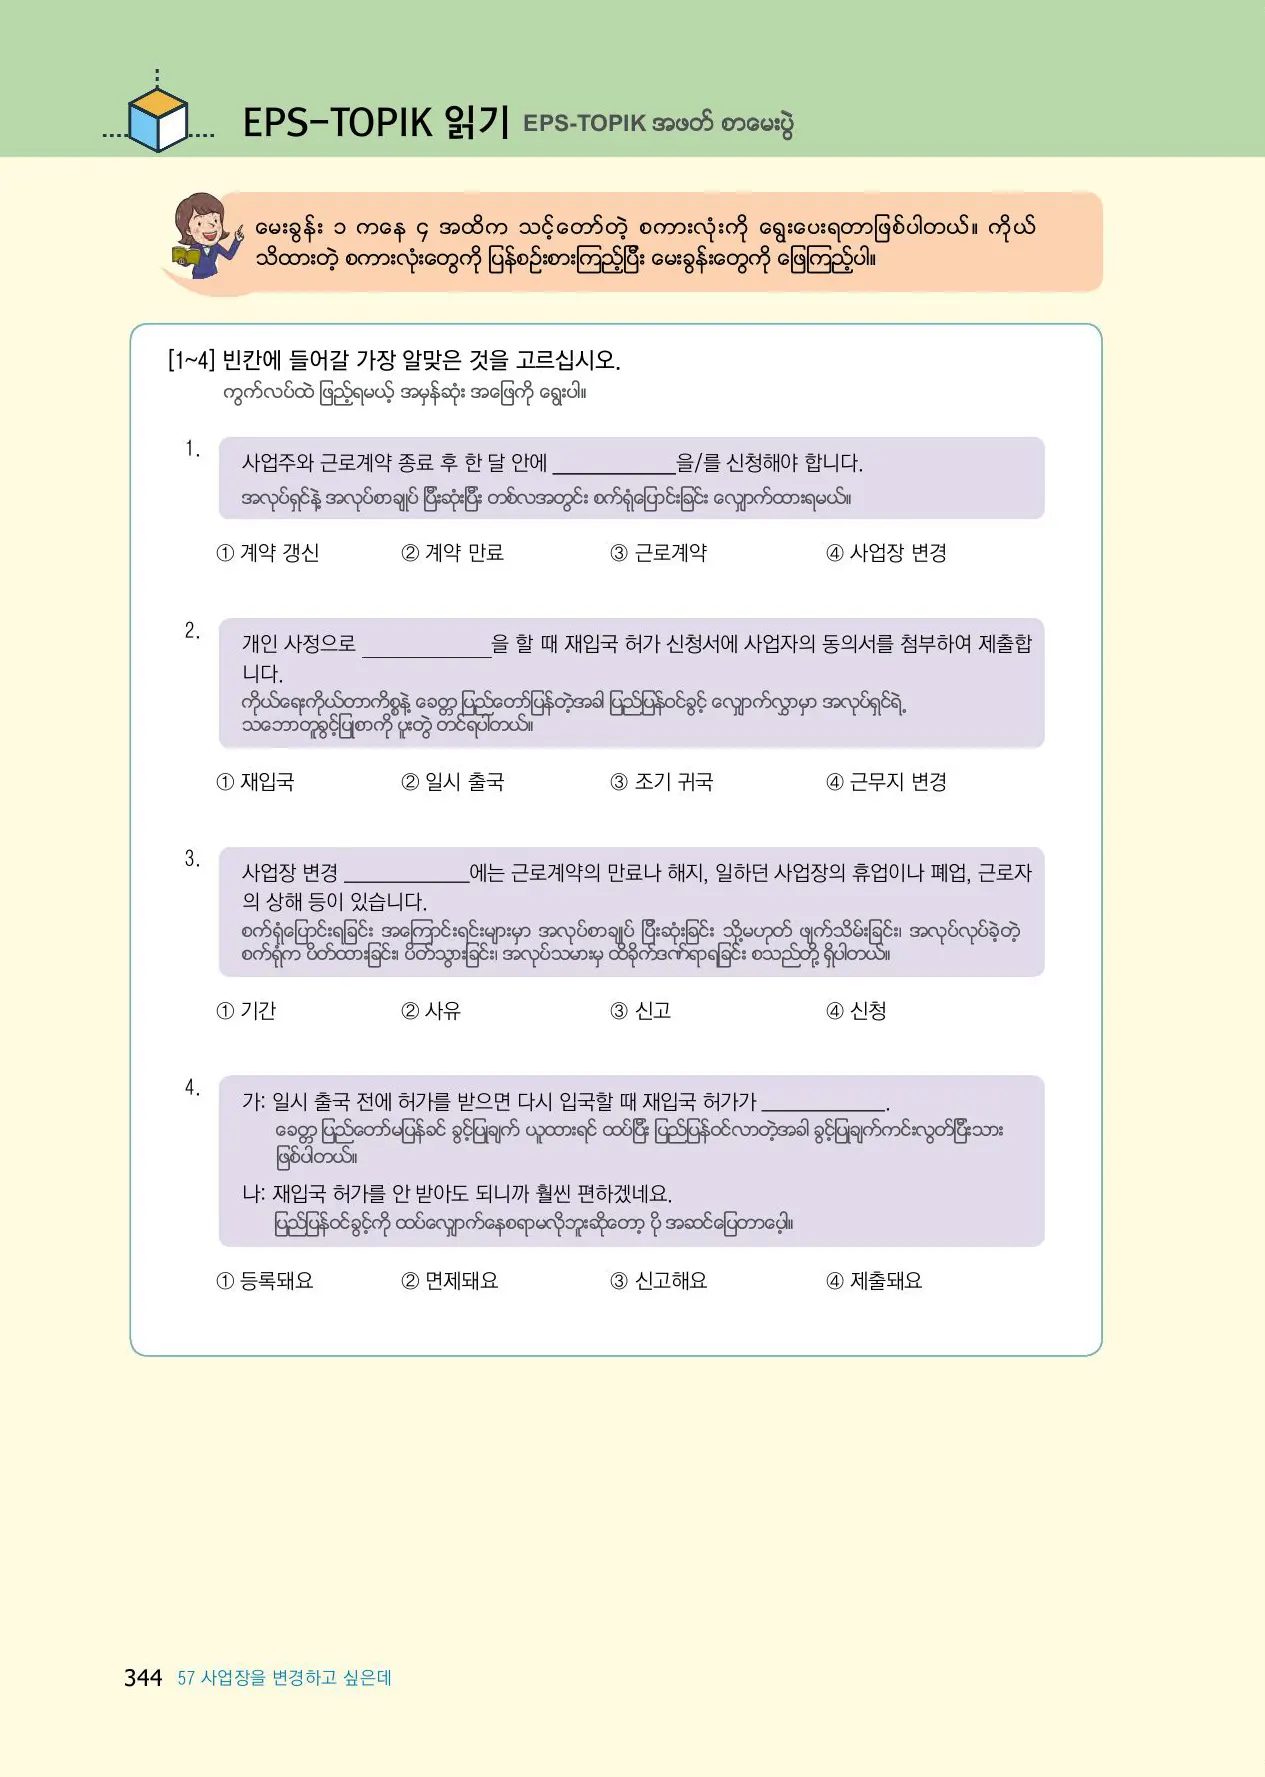 EPS-TOPIK 읽기 EPS-TOPIK အဖတ် စာမေးပွဲ
မေးခွန်း ၁ ကနေ ၄ အထိက သင့်တော်တဲ့ စကားလုံးကို ရွေးပေးရတာဖြစ်ပါတယ်။ ကိုယ်
သိထားတဲ့ စကားလုံးတွေကို ပြန်စဉ်းစားကြည့်ပြီး မေးခွန်းတွေကို ဖြေကြည့်ပါ။
[1~4] 빈칸에 들어갈 가장 알맞은 것을 고르십시오.
ကွက်လပ်ထဲ ဖြည့်ရမယ့် အမှန်ဆုံး အဖြေကို ရွေးပါ။
1.
사업주와 근로계약 종료 후 한 달 안에 ____________을/를 신청해야 합니다.
အလုပ်ရှင်နဲ့ အလုပ်စာချုပ် ပြီးဆုံးပြီး တစ်လအတွင်း စက်ရုံပြောင်းခြင်း လျှောက်ထားရမယ်။
① 계약 갱신 ② 계약 만료 ③ 근로계약 ④ 사업장 변경
2.
개인 사정으로 ____________을 할 때 재입국 허가 신청서에 사업자의 동의서를 첨부하여 제출합
니다.
ကိုယ်ရေးကိုယ်တာကိစ္စနဲ့ ခေတ္တ ပြည်တော်ပြန်တဲ့အခါ ပြည်ပြန်ဝင်ခွင့် လျှောက်လွှာမှာ အလုပ်ရှင်ရဲ့
သဘောတူခွင့်ပြုစာကို ပူးတွဲ တင်ရပါတယ်။
① 재입국 ② 일시 출국 ③ 조기 귀국 ④ 근무지 변경
3.
사업장 변경 ____________에는 근로계약의 만료나 해지, 일하던 사업장의 휴업이나 폐업, 근로자
의 상해 등이 있습니다.
စက်ရုံပြောင်းရခြင်း အကြောင်းရင်းများမှာ အလုပ်စာချုပ် ပြီးဆုံးခြင်း သို့မဟုတ် ဖျက်သိမ်းခြင်း၊ အလုပ်လုပ်ခဲ့တဲ့
စက်ရုံက ပိတ်ထားခြင်း၊ ပိတ်သွားခြင်း၊ အလုပ်သမားမှ ထိခိုက်ဒဏ်ရာရခြင်း စသည်တို့ ရှိပါတယ်။
① 기간 ② 사유 ③ 신고 ④ 신청
4.
가: 일시 출국 전에 허가를 받으면 다시 입국할 때 재입국 허가가 ____________.
ခေတ္တ ပြည်တော်မပြန်ခင် ခွင့်ပြုချက် ယူထားရင် ထပ်ပြီး ပြည်ပြန်ဝင်လာတဲ့အခါ ခွင့်ပြုချက်ကင်းလွတ်ပြီးသား
ဖြစ်ပါတယ်။
나: 재입국 허가를 안 받아도 되니까 훨씬 편하겠네요.
ပြည်ပြန်ဝင်ခွင့်ကို ထပ်လျှောက်နေစရာမလိုဘူးဆိုတော့ ပို အဆင်ပြေတာပေ့ါ။
① 등록돼요 ② 면제돼요 ③ 신고해요 ④ 제출돼요
344 57 사업장을 변경하고 싶은데